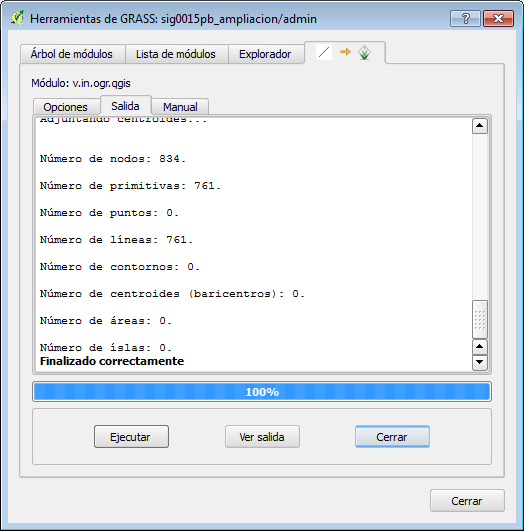 Herramientas de GRASS: sig0015pb_ampliacion/admin
Árbol de módulos
Lista de módulos
Explorador
Módulo: v.in.ogr.qgis
Opciones
Salida
Manual
Adjuntando centroides...
Número de nodos: 834.
Número de primitivas: 761.
Número de puntos: 0.
Número de líneas: 761.
Número de contornos: 0.
Número de centroides (baricentros): 0.
Número de áreas: 0.
Número de íslas: 0.
Finalizado correctamente
100%
Ejecutar
Ver salida
Cerrar
Cerrar